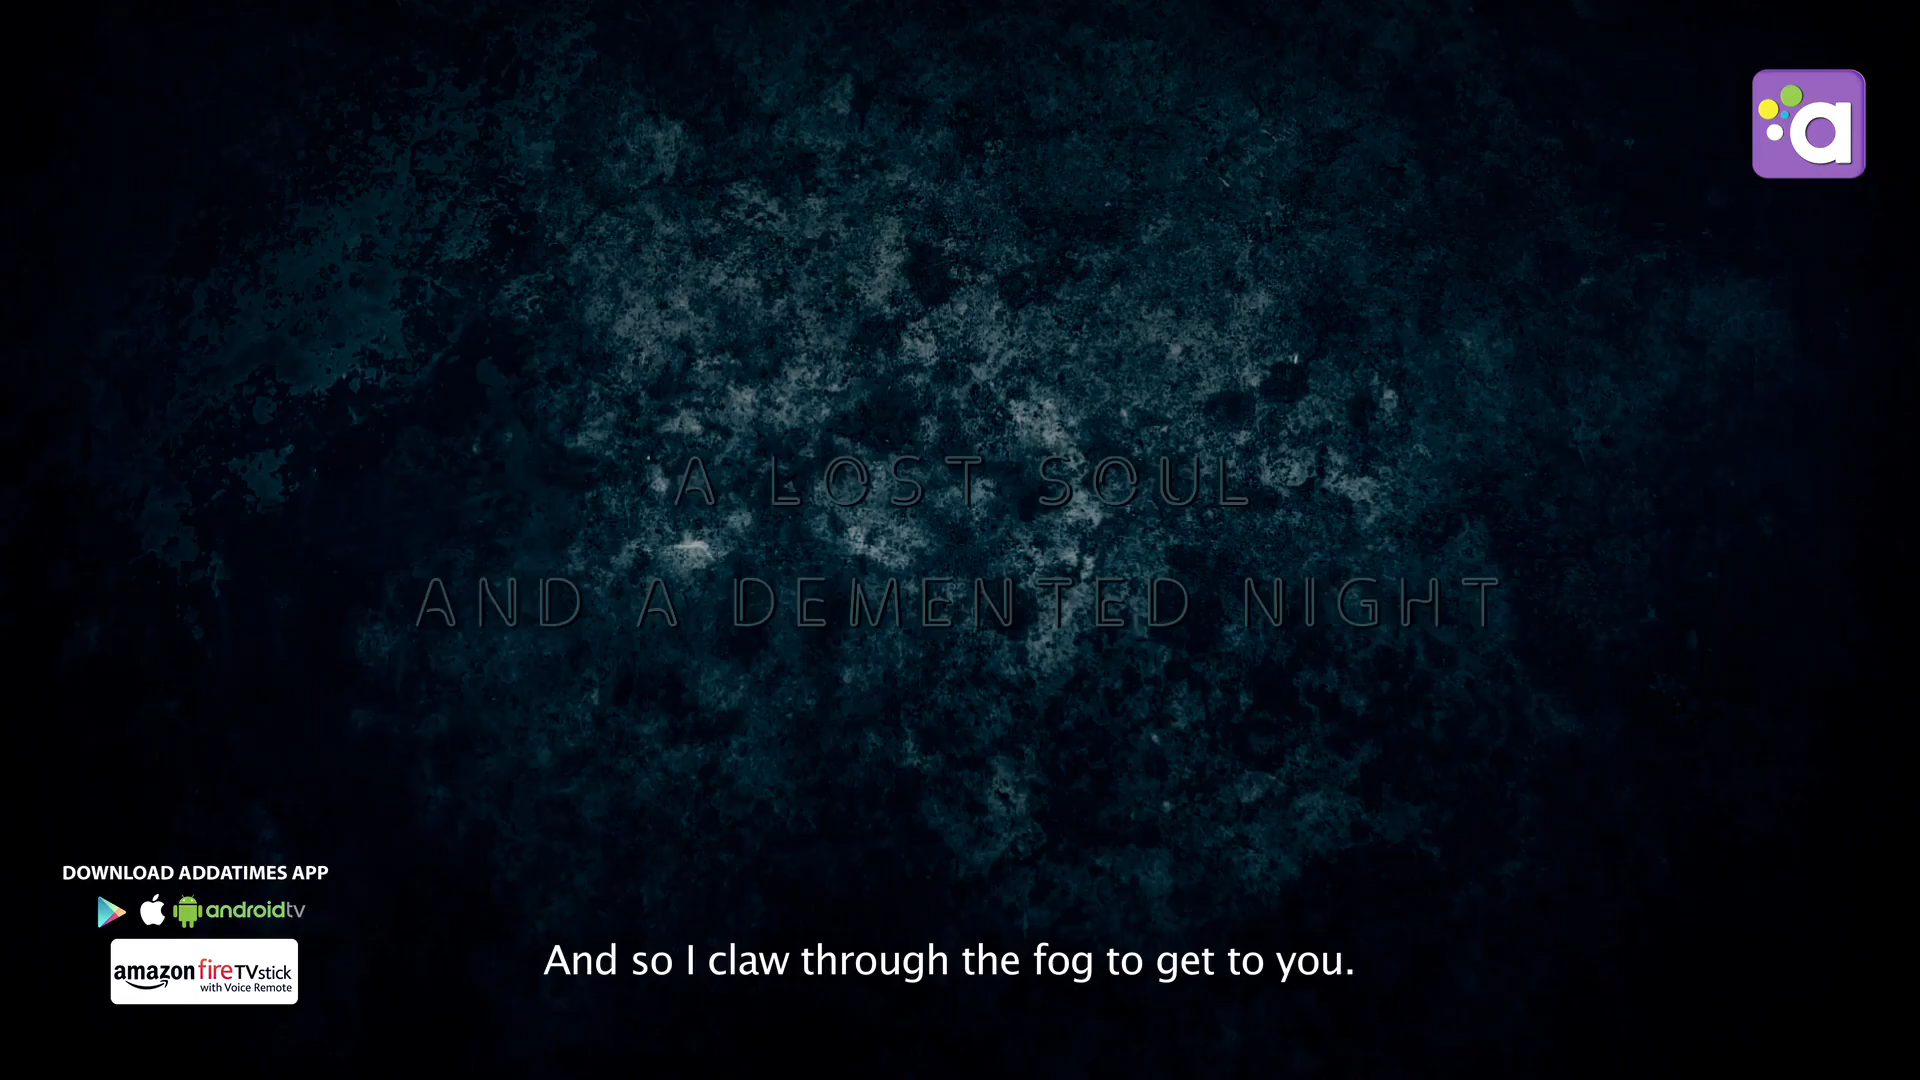 a
A LOST SOUL
AND A DEMENTED NIGHT
DOWNLOAD ADDATIMES APP
androidtv
amazon fireTVstick
with Voice Remote
And so I claw through the fog to get to you.